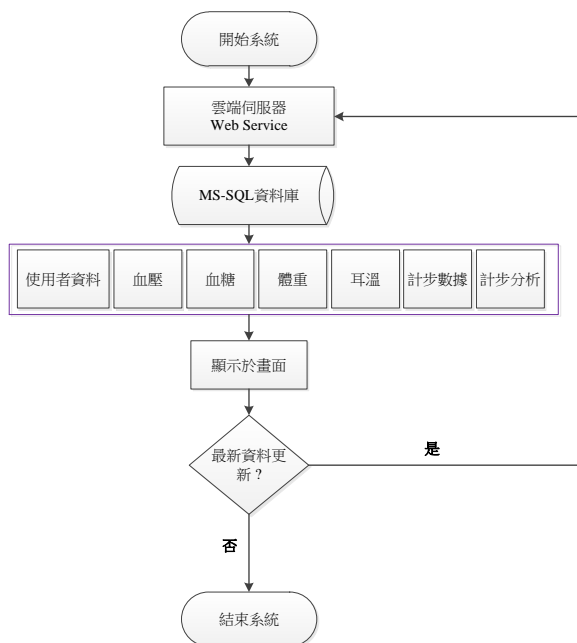 開始系統
雲端伺服器
Web Service
MS-SQL資料庫
使用者資料
血壓
血糖
體重
耳溫
計步數據
計步分析
顯示於畫面
最新資料更
新？
是
否
結束系統